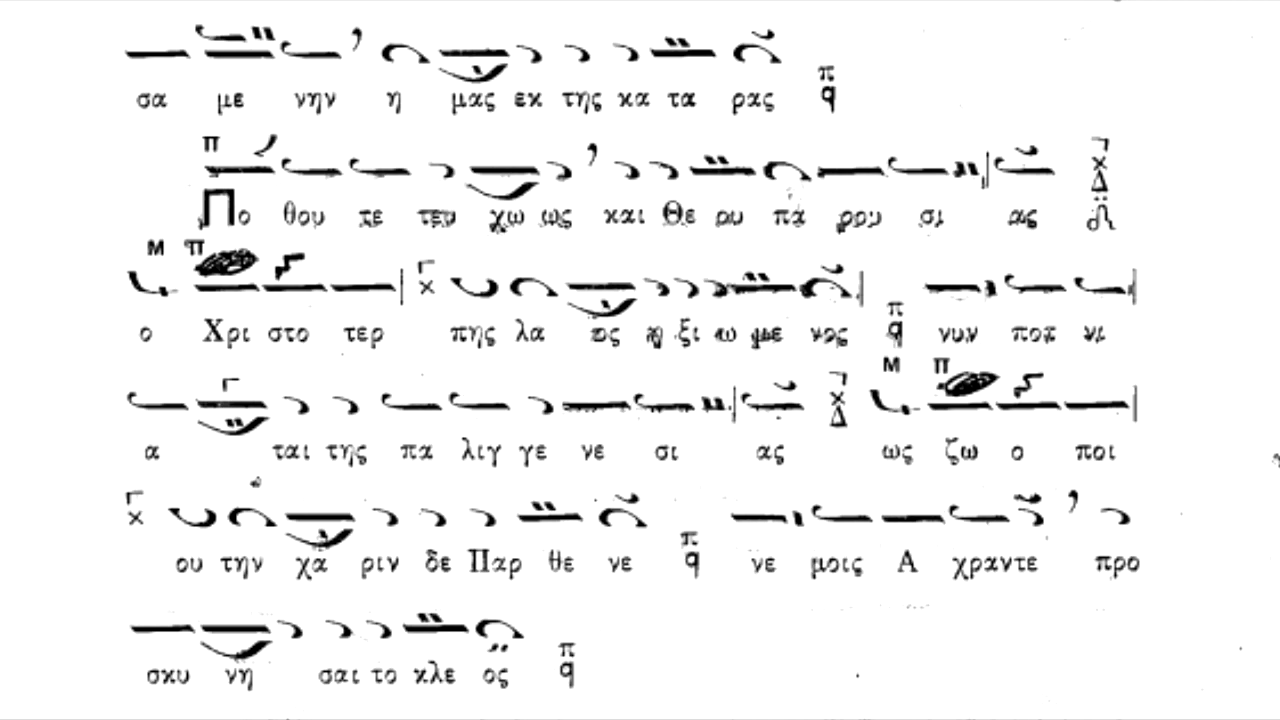 σα με νην η μας εκ της κα τα ρας π q
π
Πο θου τε τευ χω ως και Θε ου πα ρου σι ας Δ
Μ π
ο Χρι στο τερ πης λα ος η ξι ω με νος π q νυν πο τι
Μ π
α ται της πα λιγ γε νε σι ας Δ ως ζω ο ποι
ου την χα ριν δε Παρ θε νε π q νε μοις Α χραντε προ
σκυ νη σαι το κλε ος π q